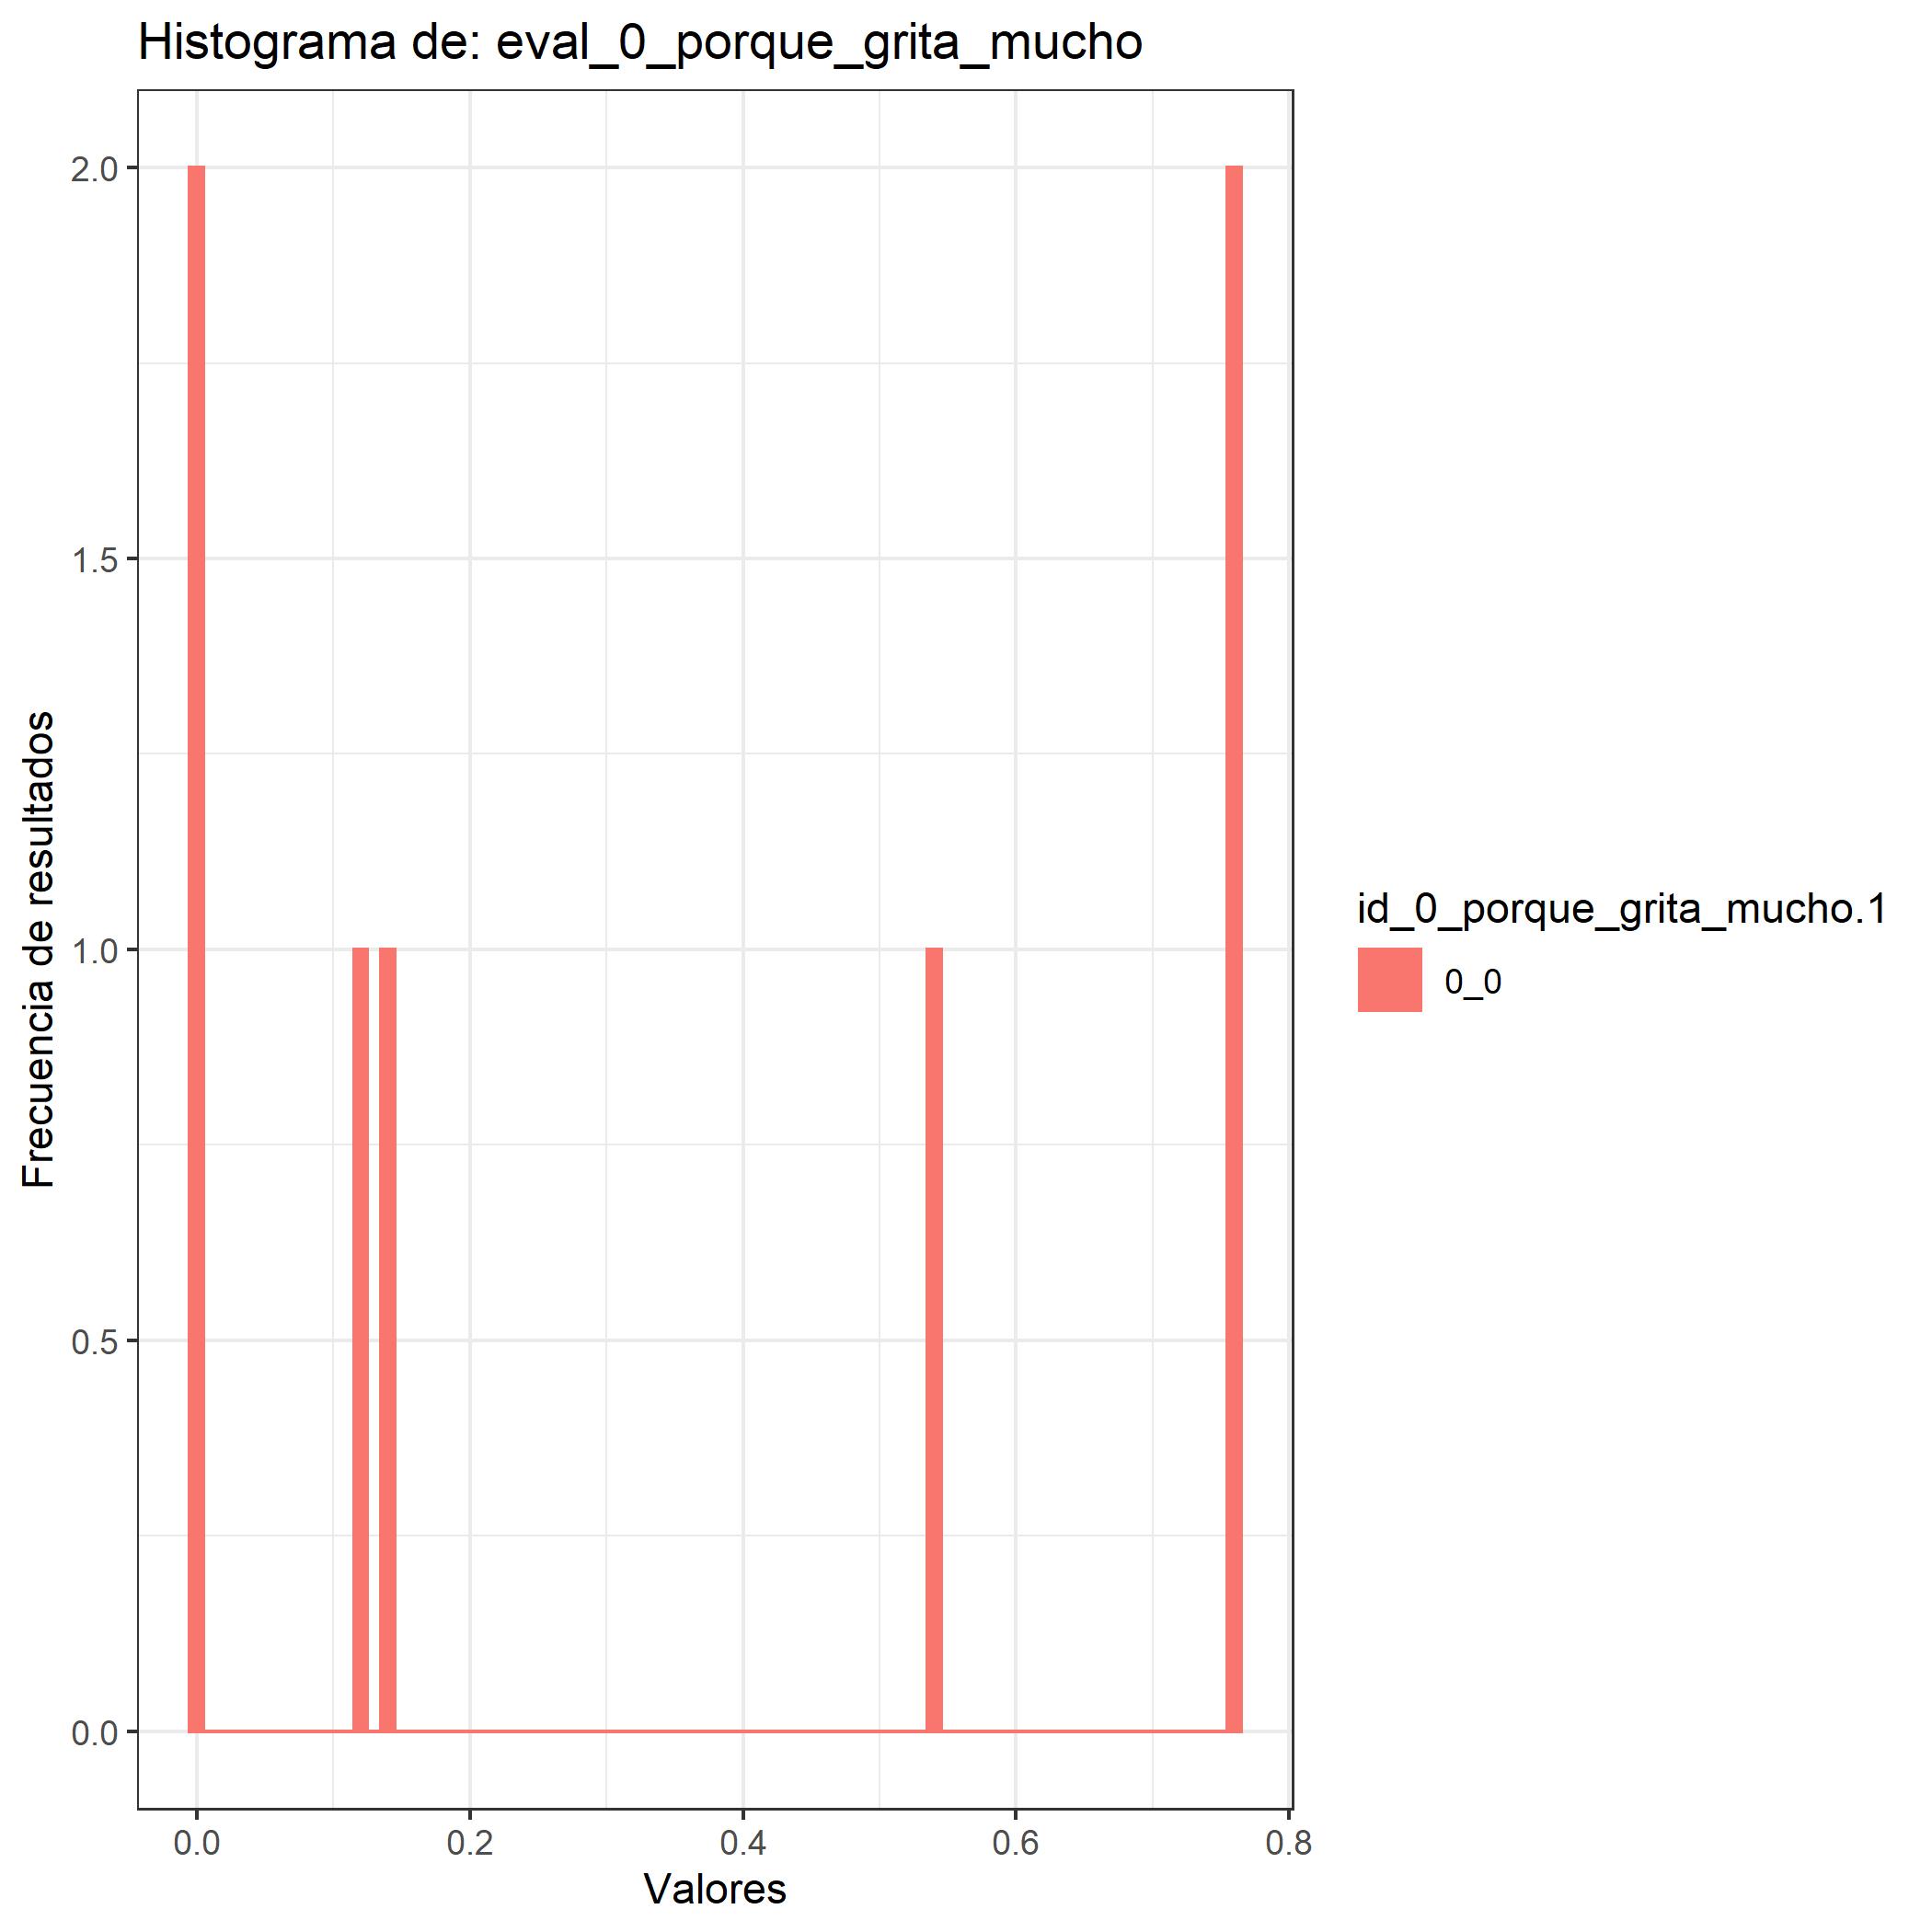 Histograma de: eval_0_porque_grita_mucho
2.0
1.5
1.0
0.5
0.0
Frecuencia de resultados
0.0 0.2 0.4 0.6 0.8
Valores
id_0_porque_grita_mucho.1
0_0